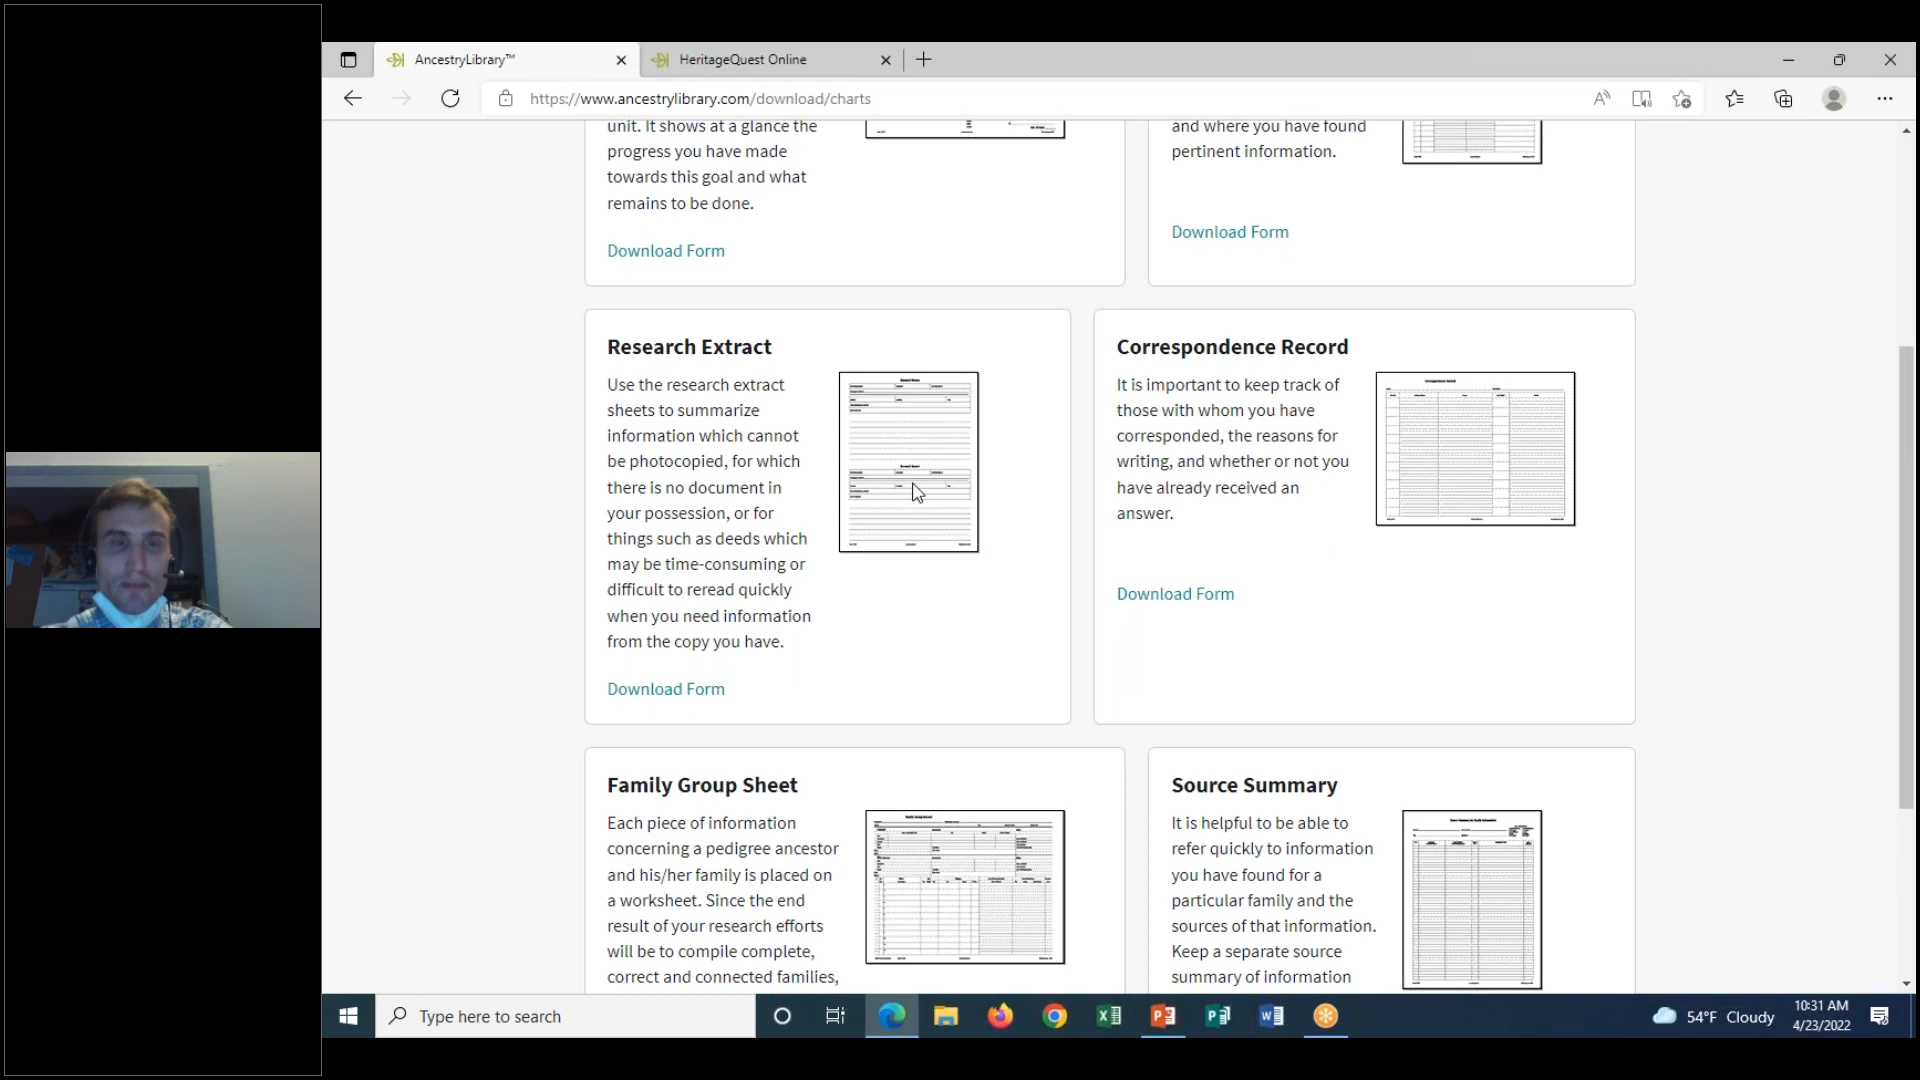 AncestryLibrary™
HeritageQuest Online
https://www.ancestrylibrary.com/download/charts
unit. It shows at a glance the
progress you have made
towards this goal and what
remains to be done.
Download Form
and where you have found
pertinent information.
Download Form
Research Extract
Use the research extract
sheets to summarize
information which cannot
be photocopied, for which
there is no document in
your possession, or for
things such as deeds which
may be time-consuming or
difficult to reread quickly
when you need information
from the copy you have.
Download Form
Correspondence Record
It is important to keep track of
those with whom you have
corresponded, the reasons for
writing, and whether or not you
have already received an
answer.
Download Form
Family Group Sheet
Each piece of information
concerning a pedigree ancestor
and his/her family is placed on
a worksheet. Since the end
result of your research efforts
will be to compile complete,
correct and connected families,
Source Summary
It is helpful to be able to
refer quickly to information
you have found for a
particular family and the
sources of that information.
Keep a separate source
summary of information
Type here to search
54°F Cloudy
10:31 AM
4/23/2022